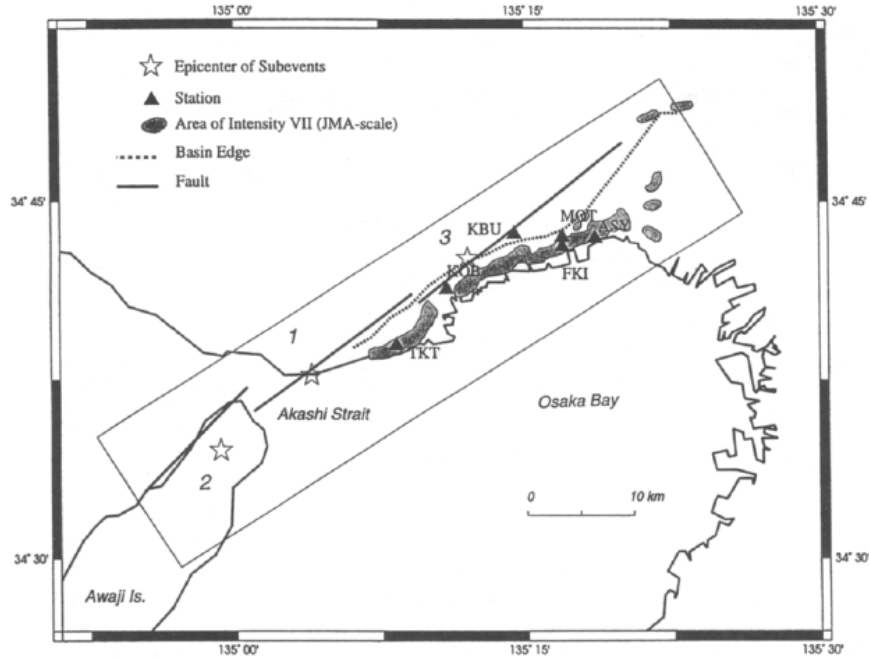 135° 00'
135° 15'
135° 30'
Epicenter of Subevents
Station
Area of Intensity VII (JMA-scale)
Basin Edge
Fault
34° 45'
34° 45'
KBU
MOT
ASY
3
KOB
FKI
1
TKT
Akashi Strait
Osaka Bay
2
0
10 km
34° 30'
34° 30'
Awaji Is.
135° 00'
135° 15'
135° 30'